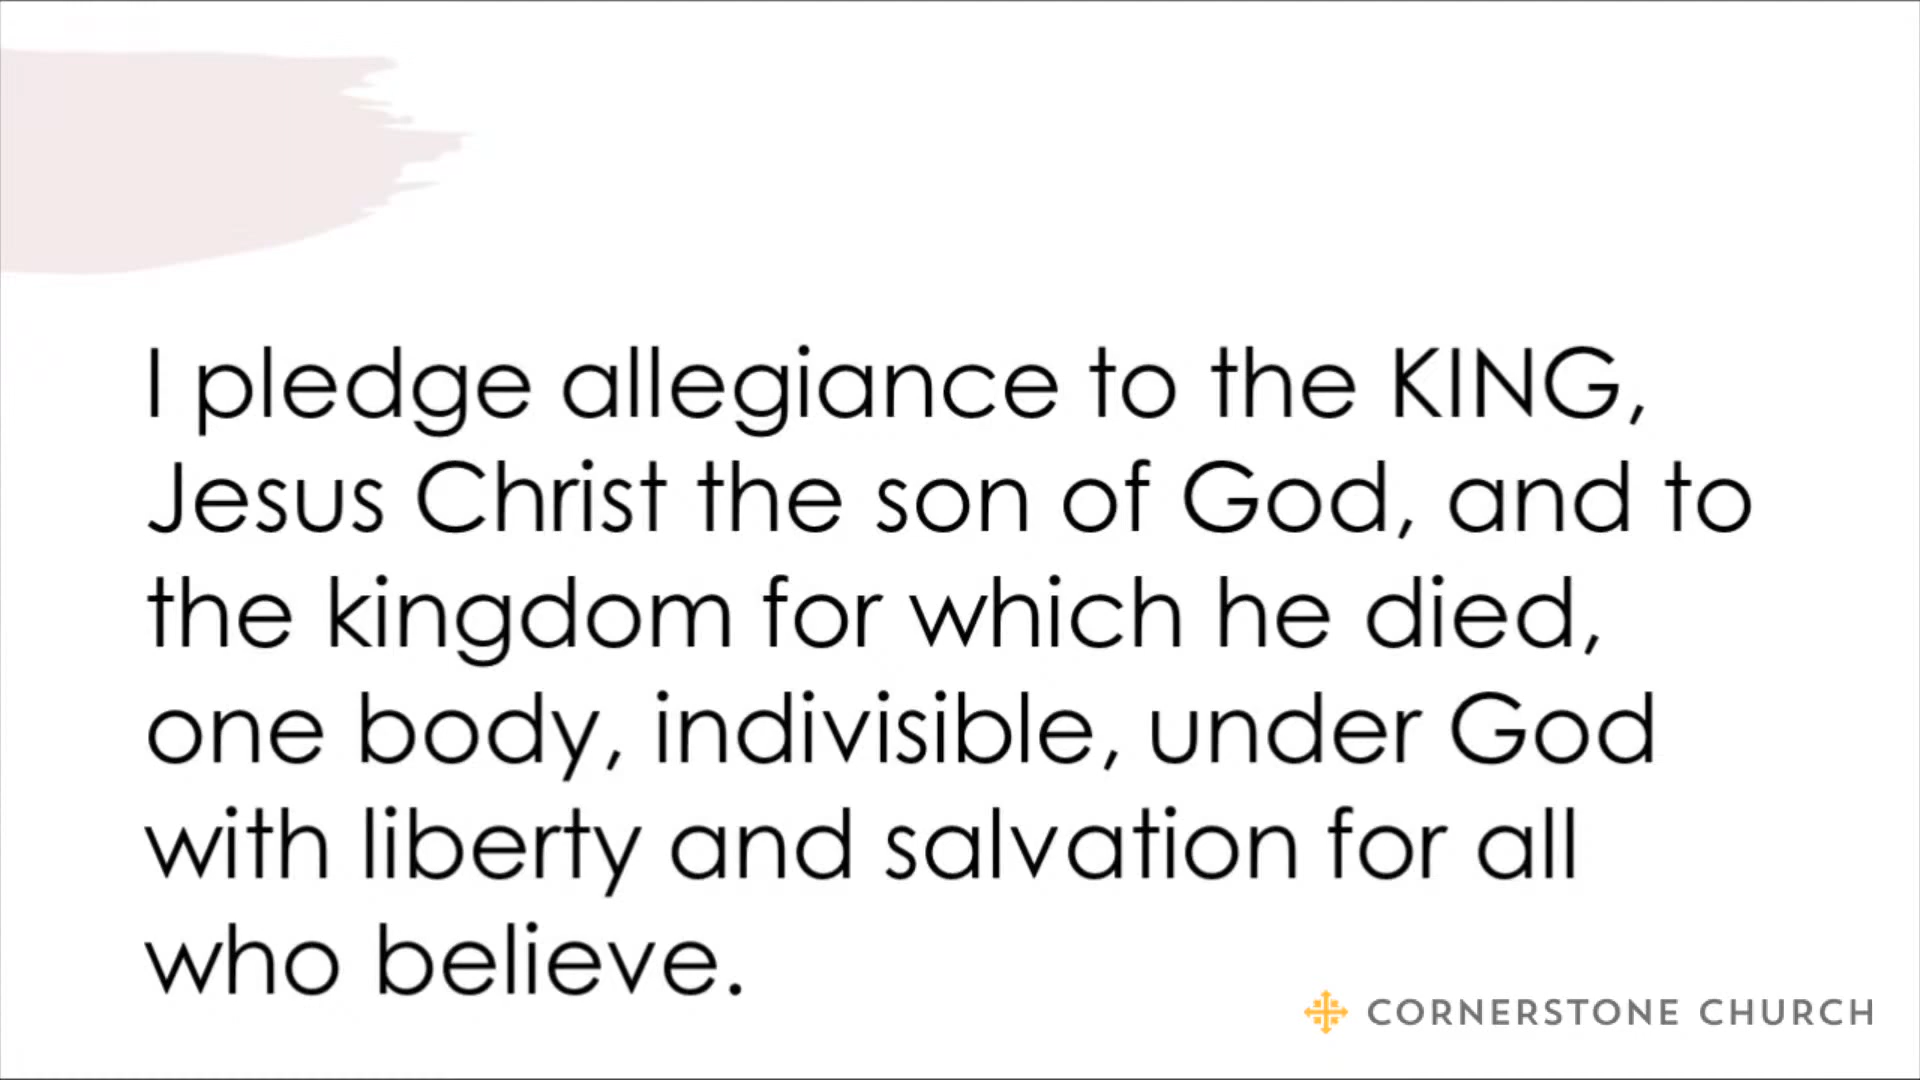 I pledge allegiance to the KING,
Jesus Christ the son of God, and to
the kingdom for which he died,
one body, indivisible, under God
with liberty and salvation for all
who believe.
CORNERSTONE CHURCH